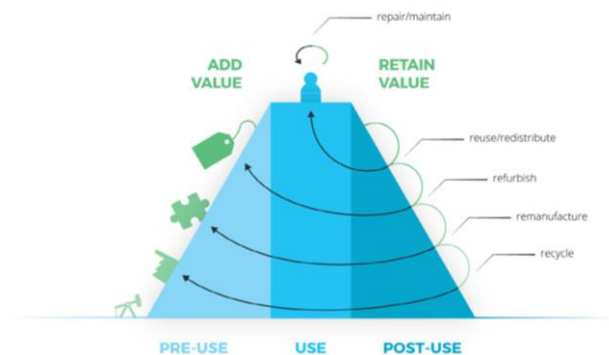 repair/maintain
ADD
VALUE
RETAIN
VALUE
reuse/redistribute
refurbish
remanufacture
recycle
PRE-USE
USE
POST-USE